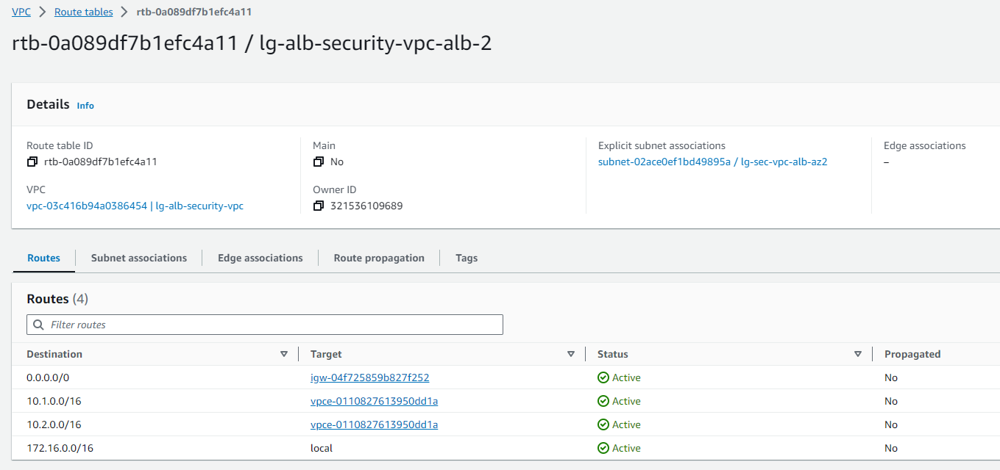 VPC > Route tables > rtb-0a089df7b1efc4a11
rtb-0a089df7b1efc4a11 / lg-alb-security-vpc-alb-2
Details Info
Route table ID
rtb-0a089df7b1efc4a11
Main
No
Explicit subnet associations
subnet-02ace0ef1bd49895a / lg-sec-vpc-alb-az2
Edge associations
–
VPC
vpc-03c416b94a0386454 | lg-alb-security-vpc
Owner ID
321536109689
Routes Subnet associations Edge associations Route propagation Tags
Routes (4)
Filter routes
Destination Target Status Propagated
0.0.0.0/0 igw-04f725859b827f252 Active No
10.1.0.0/16 vpce-0110827613950dd1a Active No
10.2.0.0/16 vpce-0110827613950dd1a Active No
172.16.0.0/16 local Active No